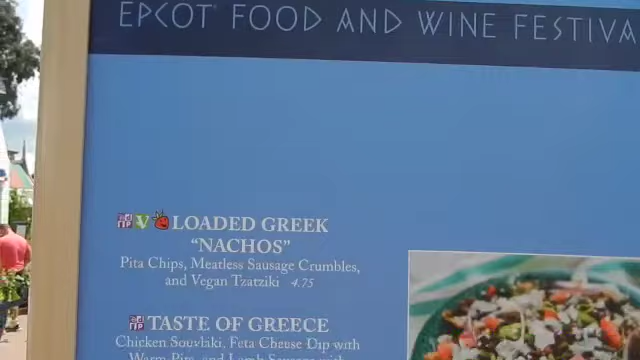 EPCOT® FOOD AND WINE FESTIVA
V LOADED GREEK
“NACHOS”
Pita Chips, Meatless Sausage Crumbles,
and Vegan Tzatziki 4.75
TASTE OF GREECE
Chicken Souvlaki, Feta Cheese Dip with
Warm Pita, and Lamb Sausage with